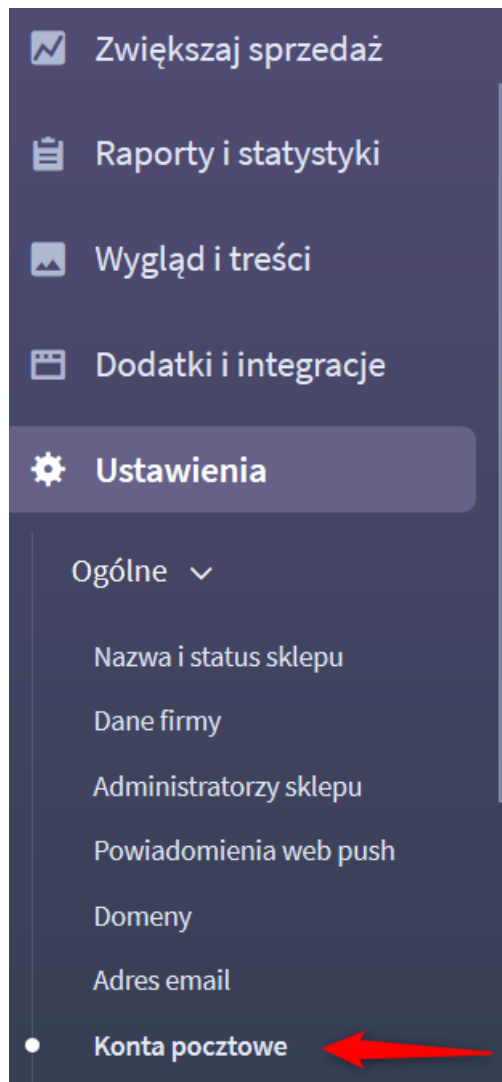 Zwiększaj sprzedaż
Raporty i statystyki
Wygląd i treści
Dodatki i integracje
Ustawienia
Ogólne
Nazwa i status sklepu
Dane firmy
Administratorzy sklepu
Powiadomienia web push
Domeny
Adres email
Konta pocztowe